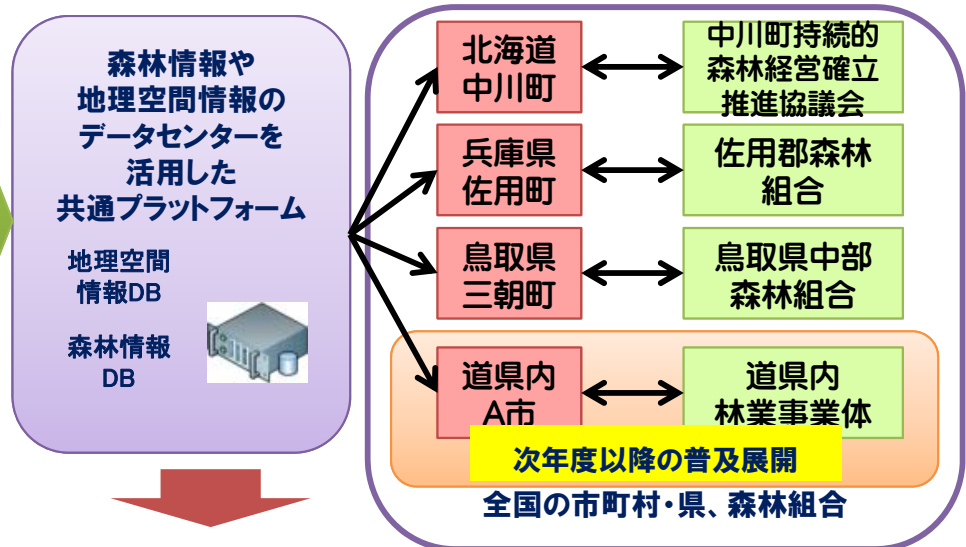 森林情報や
地理空間情報の
データセンターを
活用した
共通プラットフォーム
地理空間
情報DB
森林情報
DB
北海道
中川町
中川町持続的
森林経営確立
推進協議会
兵庫県
佐用町
佐用郡森林
組合
鳥取県
三朝町
鳥取県中部
森林組合
道県内
A市
道県内
林業事業体
次年度以降の普及展開
全国の市町村・県、森林組合